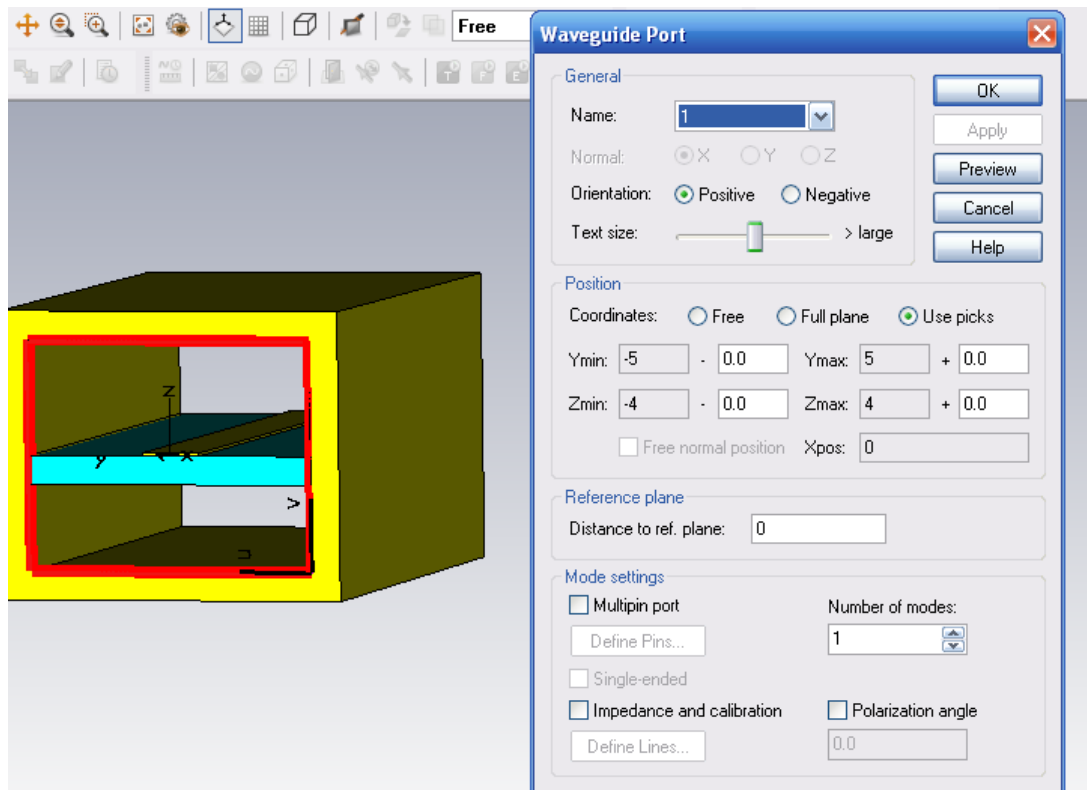 Free
Waveguide Port
General
Name: 1
Normal: X Y Z
Orientation: Positive Negative
Text size: > large
OK
Apply
Preview
Cancel
Help
Position
Coordinates: Free Full plane Use picks
Ymin: -5 - 0.0 Ymax: 5 + 0.0
Zmin: -4 - 0.0 Zmax: 4 + 0.0
Free normal position Xpos: 0
Reference plane
Distance to ref. plane: 0
Mode settings
Multipin port Number of modes:
Define Pins... 1
Single-ended
Impedance and calibration Polarization angle
Define Lines... 0.0
z
y x
v
u